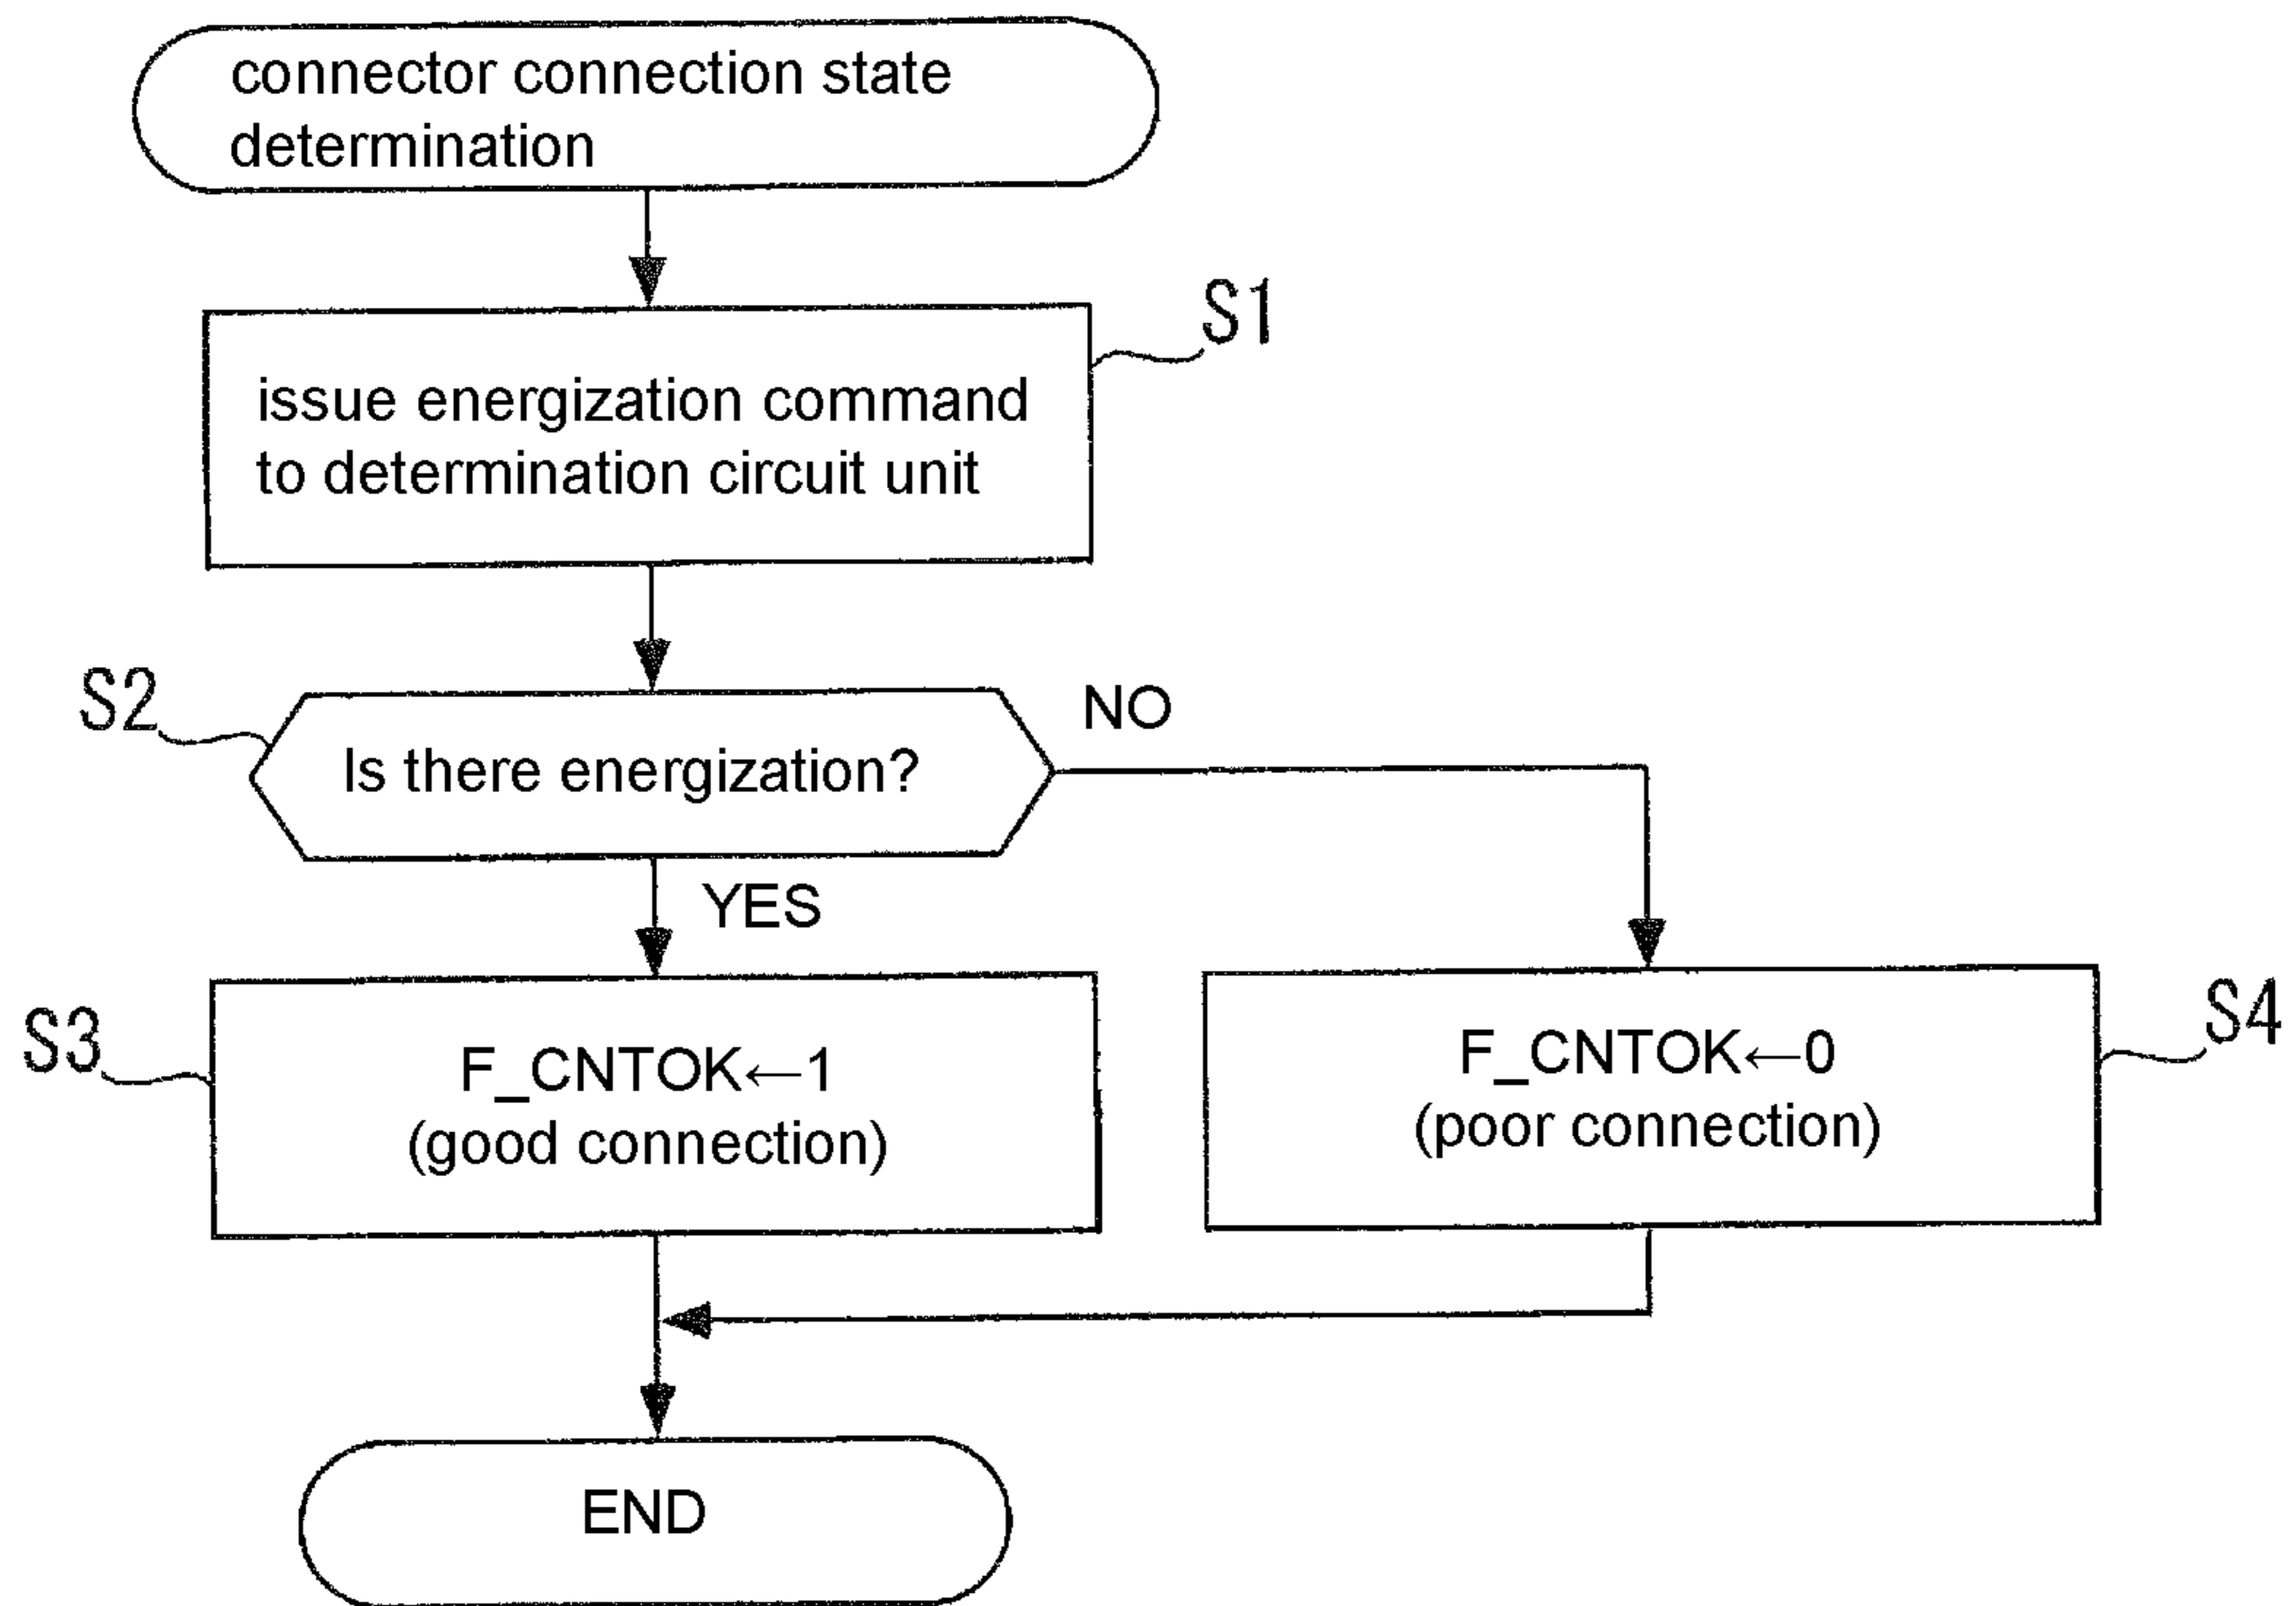 connector connection state
determination
S1
issue energization command
to determination circuit unit
S2
Is there energization?
NO
YES
S3
F_CNTOK←1
(good connection)
S4
F_CNTOK←0
(poor connection)
END